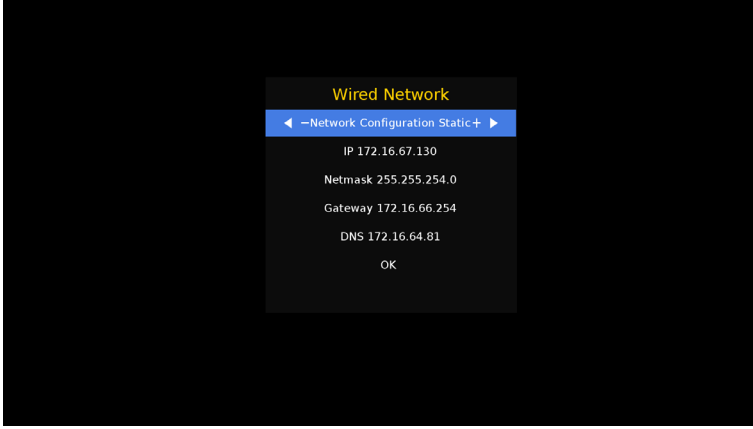 Wired Network
−Network Configuration Static+
IP 172.16.67.130
Netmask 255.255.254.0
Gateway 172.16.66.254
DNS 172.16.64.81
OK